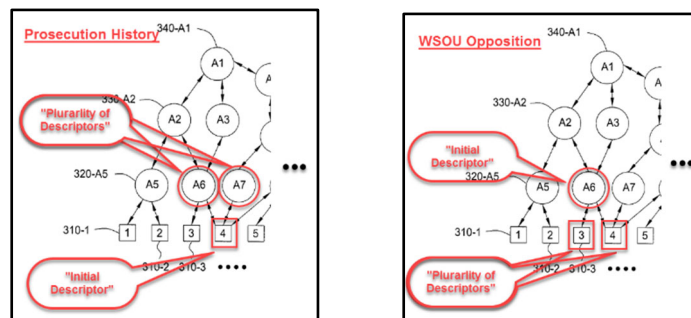 Prosecution History
340-A1
A1
330-A2
"Plurarlity of
Descriptors"
A2
A3
320-A5
A5
A6
A7
310-1
1
2
3
4
5
310-2
310-3
"Initial
Descriptor"
WSOU Opposition
340-A1
A1
330-A2
A2
A3
"Initial
Descriptor"
320-A5
A5
A6
A7
310-1
1
2
3
4
5
310-2
310-3
"Plurarlity of
Descriptors"